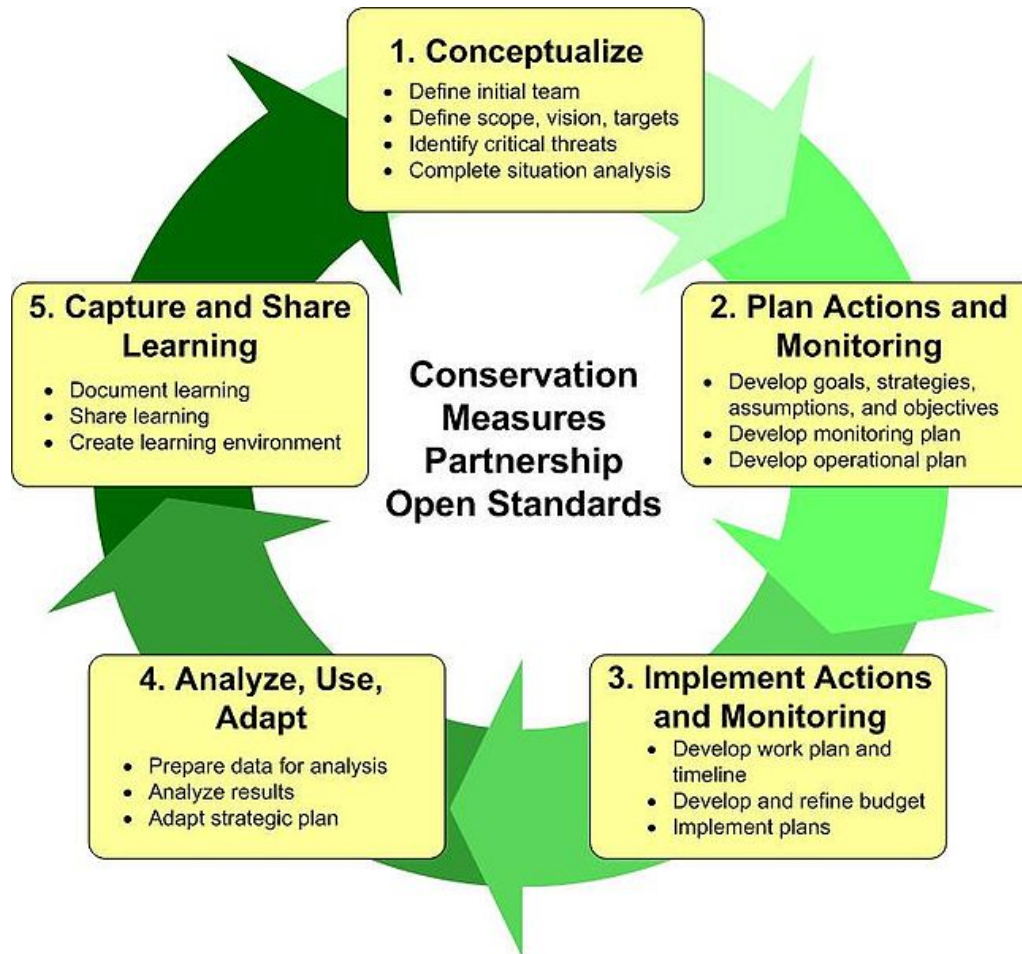 1. Conceptualize
• Define initial team
• Define scope, vision, targets
• Identify critical threats
• Complete situation analysis
2. Plan Actions and
Monitoring
• Develop goals, strategies,
assumptions, and objectives
• Develop monitoring plan
• Develop operational plan
3. Implement Actions
and Monitoring
• Develop work plan and
timeline
• Develop and refine budget
• Implement plans
4. Analyze, Use,
Adapt
• Prepare data for analysis
• Analyze results
• Adapt strategic plan
5. Capture and Share
Learning
• Document learning
• Share learning
• Create learning environment
Conservation
Measures
Partnership
Open Standards